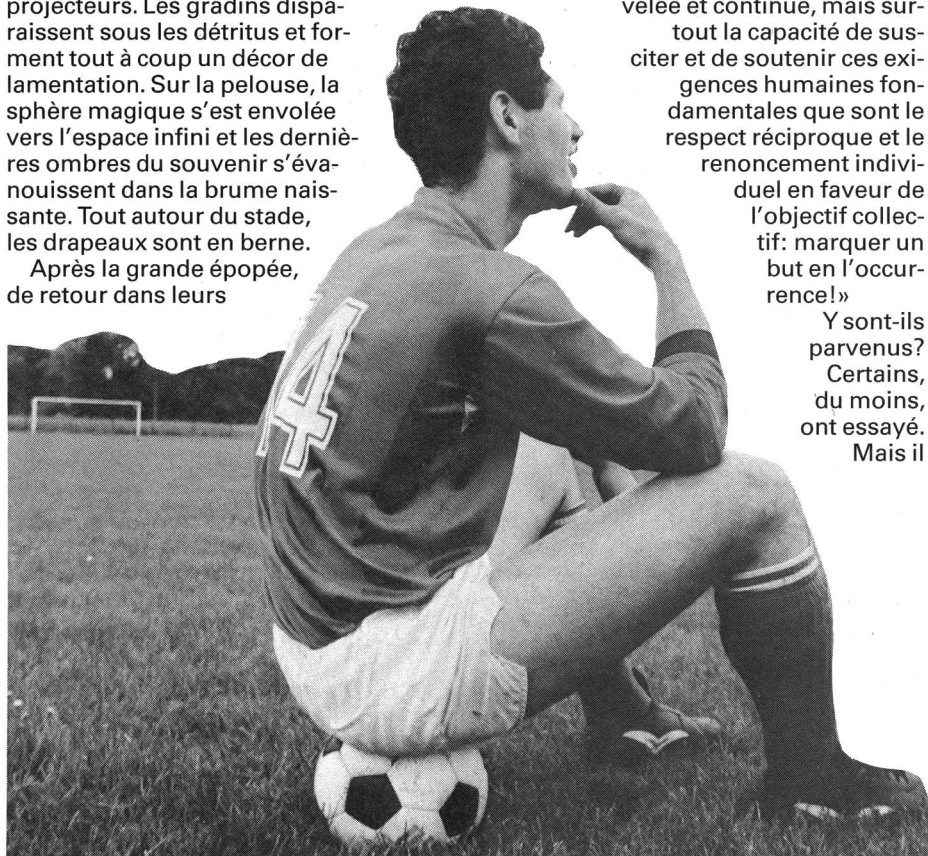 projecteurs. Les gradins dispa-
raissent sous les détritus et for-
ment tout à coup un décor de
lamentation. Sur la pelouse, la
sphère magique s'est envolée
vers l'espace infini et les derniè-
res ombres du souvenir s'éva-
nouissent dans la brume nais-
sante. Tout autour du stade,
les drapeaux sont en berne.
Après la grande épopée,
de retour dans leurs
velée et continue, mais sur-
tout la capacité de sus-
citer et de soutenir ces exi-
gences humaines fon-
damentales que sont le
respect réciproque et le
renoncement indivi-
duel en faveur de
l'objectif collec-
tif: marquer un
but en l'occur-
rence!»
Y sont-ils
parvenus?
Certains,
du moins,
ont essayé.
Mais il
14